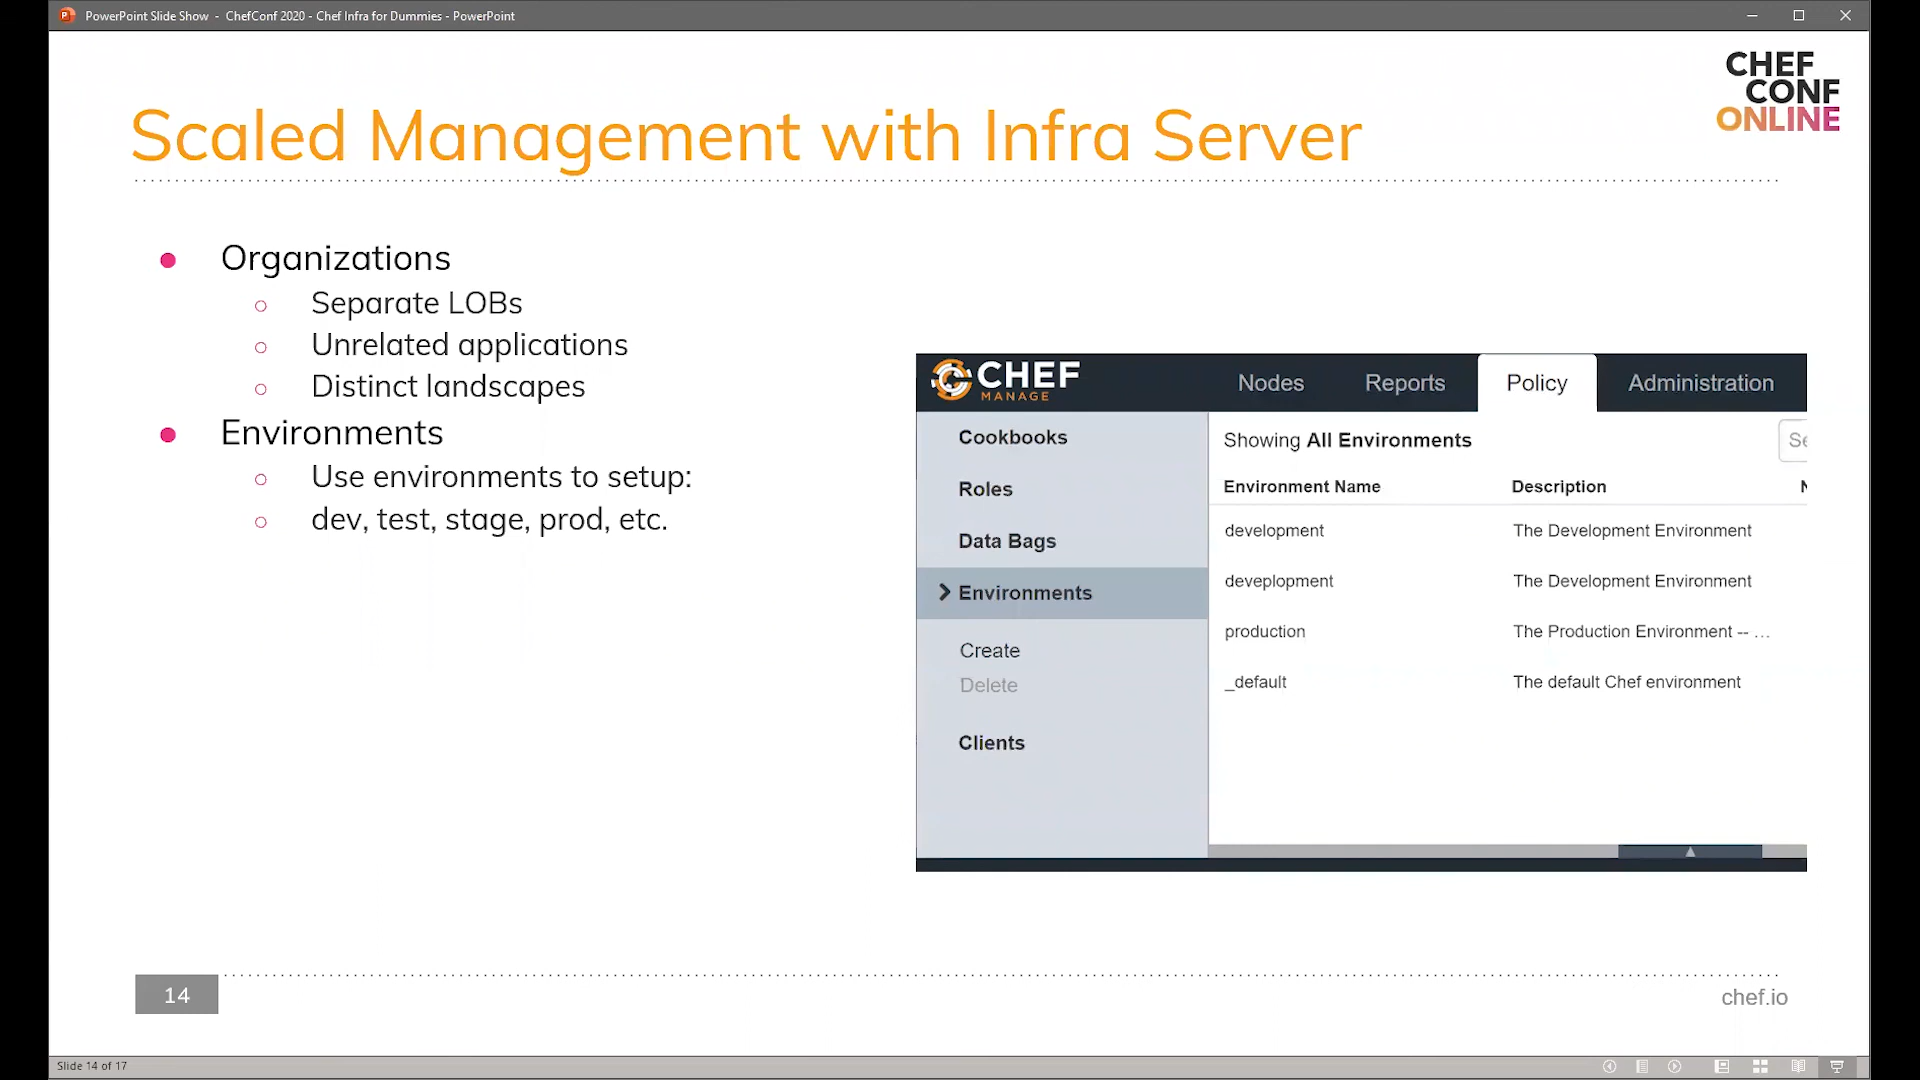 PowerPoint Slide Show - ChefConf 2020 - Chef Infra for Dummies - PowerPoint
CHEF
CONF
ONLINE
Scaled Management with Infra Server
Organizations
Separate LOBs
Unrelated applications
Distinct landscapes
Environments
Use environments to setup:
dev, test, stage, prod, etc.
CHEF
MANAGE
Nodes Reports Policy Administration
Cookbooks
Roles
Data Bags
Environments
Create
Delete
Clients
Showing All Environments
Se
Environment Name Description N
development The Development Environment
deveplopment The Development Environment
production The Production Environment -- ...
_default The default Chef environment
14
chef.io
Slide 14 of 17